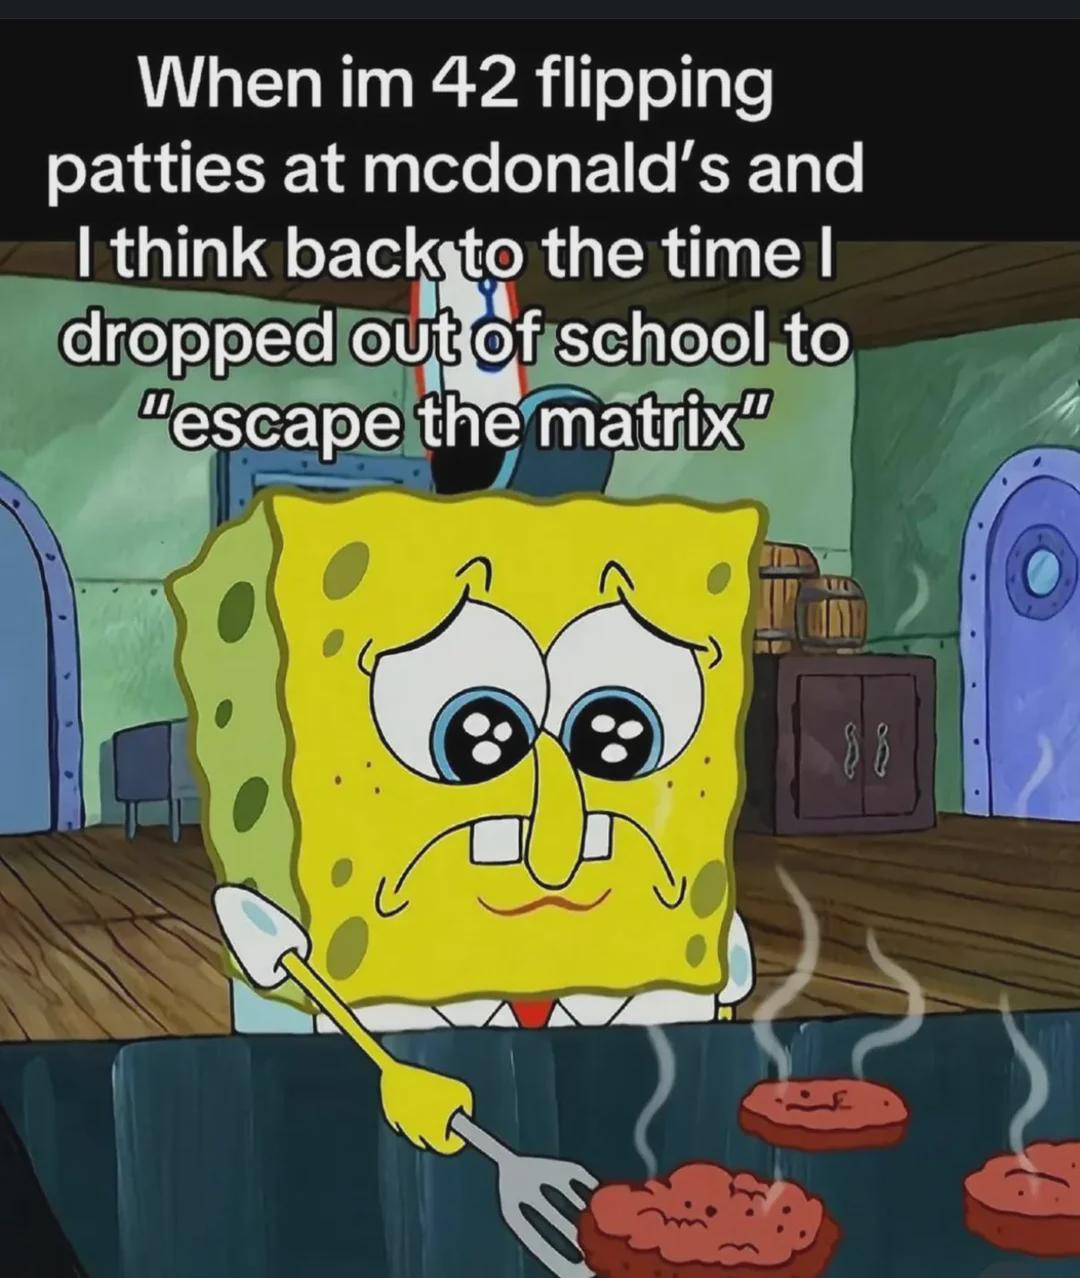 When im 42 flipping
patties at mcdonald's and
I think back to the time I
dropped out of school to
"escape the matrix"